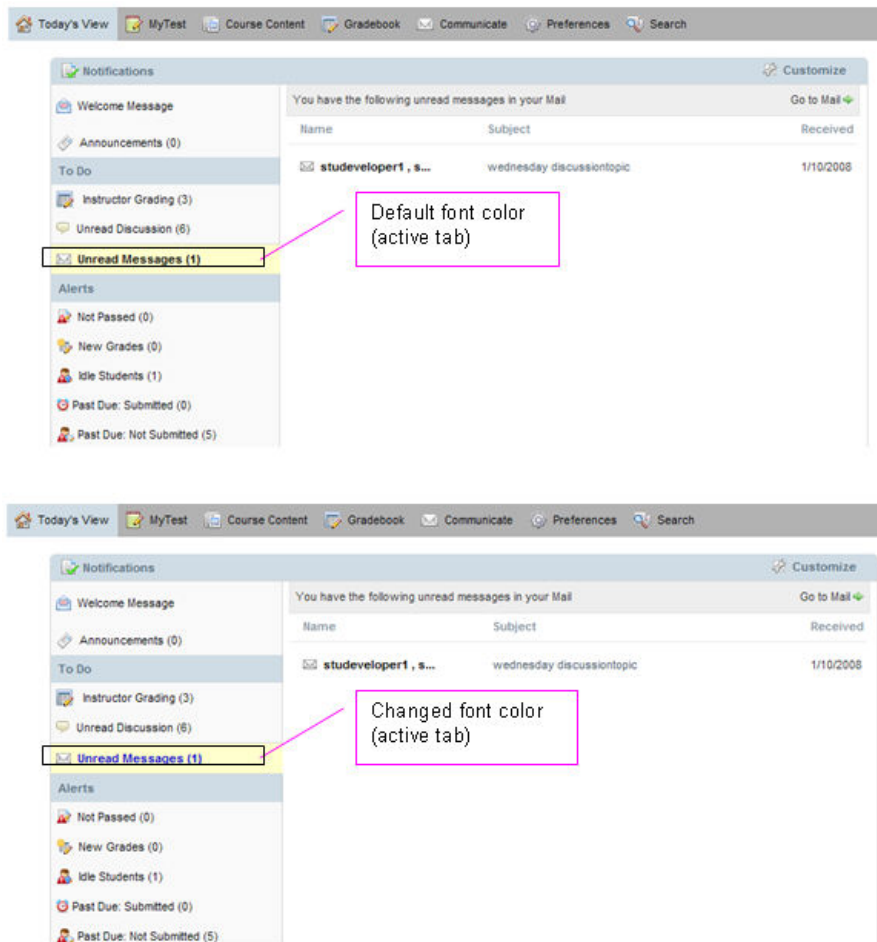 Today's View MyTest Course Content Gradebook Communicate Preferences Search
Notifications Customize
Welcome Message
Announcements (0)
To Do
Instructor Grading (3)
Unread Discussion (6)
Unread Messages (1)
Alerts
Not Passed (0)
New Grades (0)
Idle Students (1)
Past Due: Submitted (0)
Past Due: Not Submitted (5)
You have the following unread messages in your Mail Go to Mail
Name Subject Received
studeveloper1 , s... wednesday discussiontopic 1/10/2008
Default font color
(active tab)
Today's View MyTest Course Content Gradebook Communicate Preferences Search
Notifications Customize
Welcome Message
Announcements (0)
To Do
Instructor Grading (3)
Unread Discussion (6)
Unread Messages (1)
Alerts
Not Passed (0)
New Grades (0)
Idle Students (1)
Past Due: Submitted (0)
Past Due: Not Submitted (5)
You have the following unread messages in your Mail Go to Mail
Name Subject Received
studeveloper1 , s... wednesday discussiontopic 1/10/2008
Changed font color
(active tab)